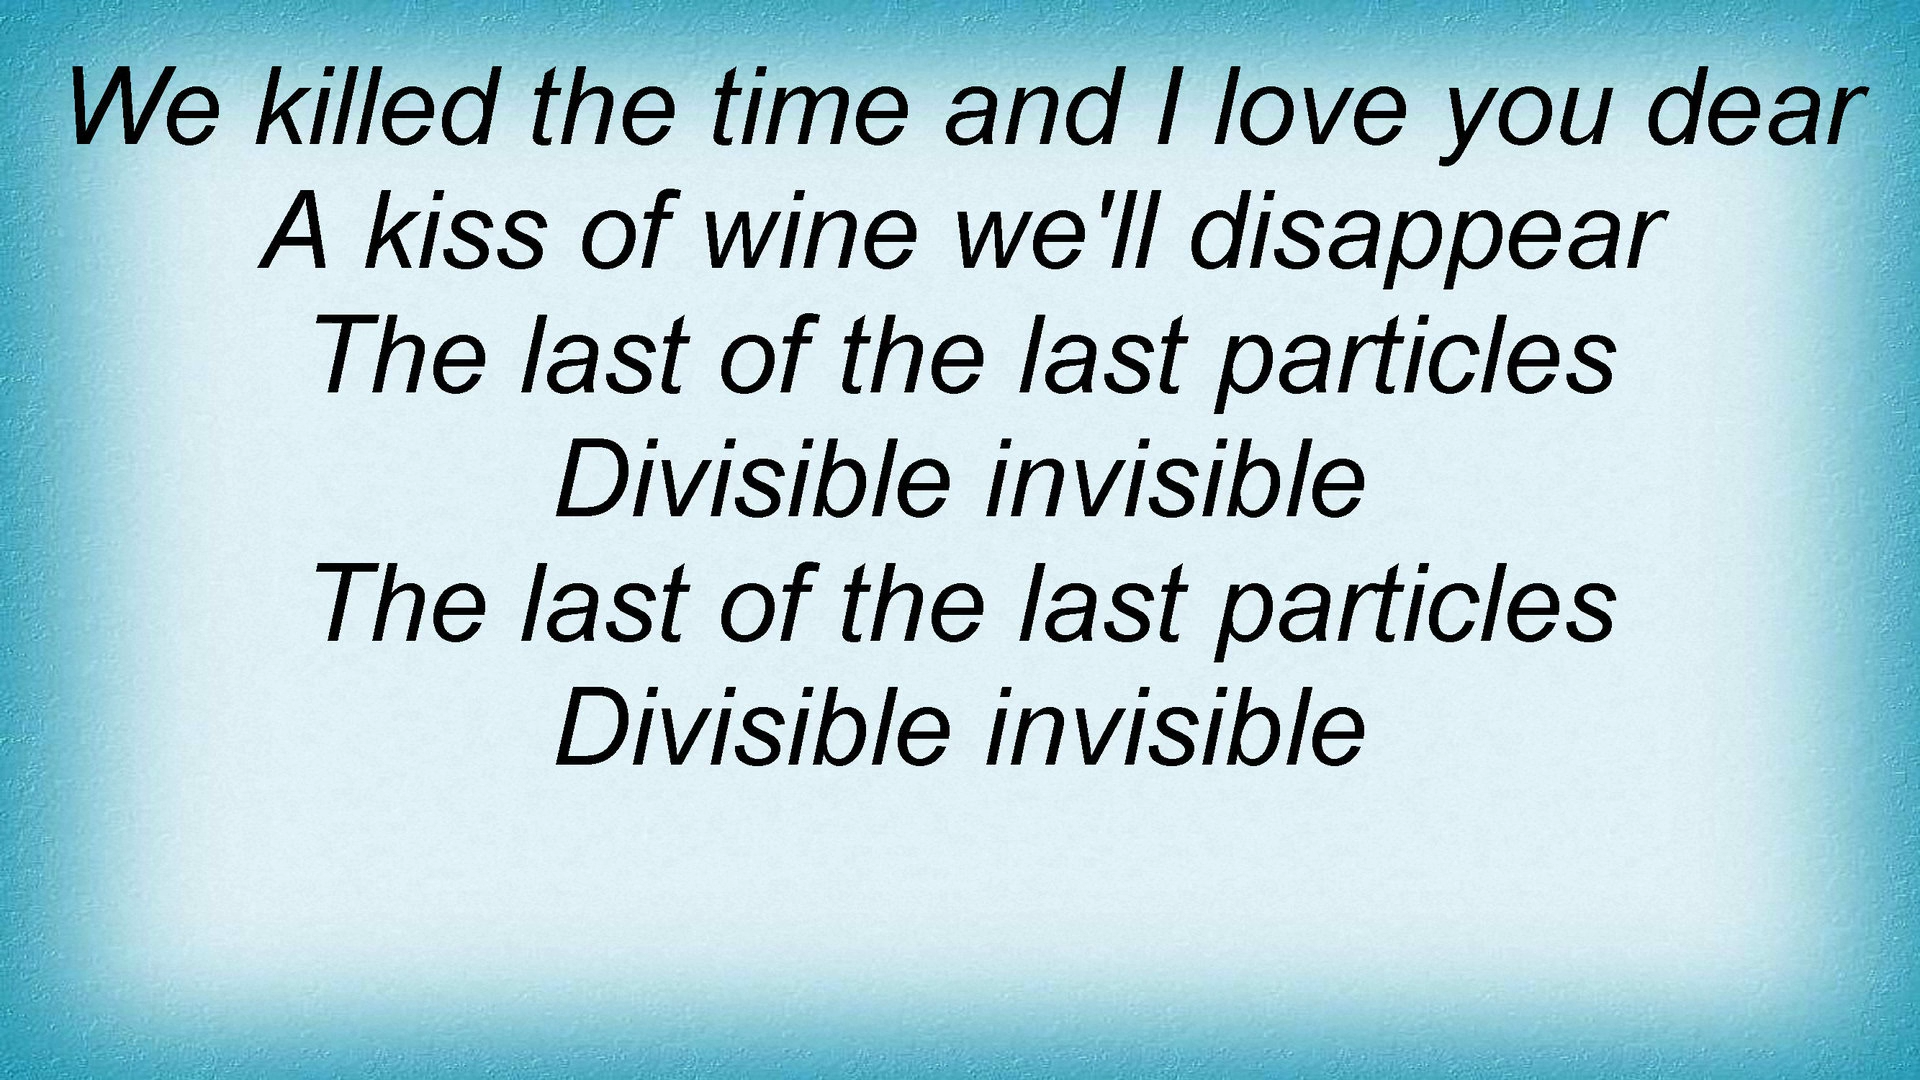 We killed the time and I love you dear
A kiss of wine we'll disappear
The last of the last particles
Divisible invisible
The last of the last particles
Divisible invisible